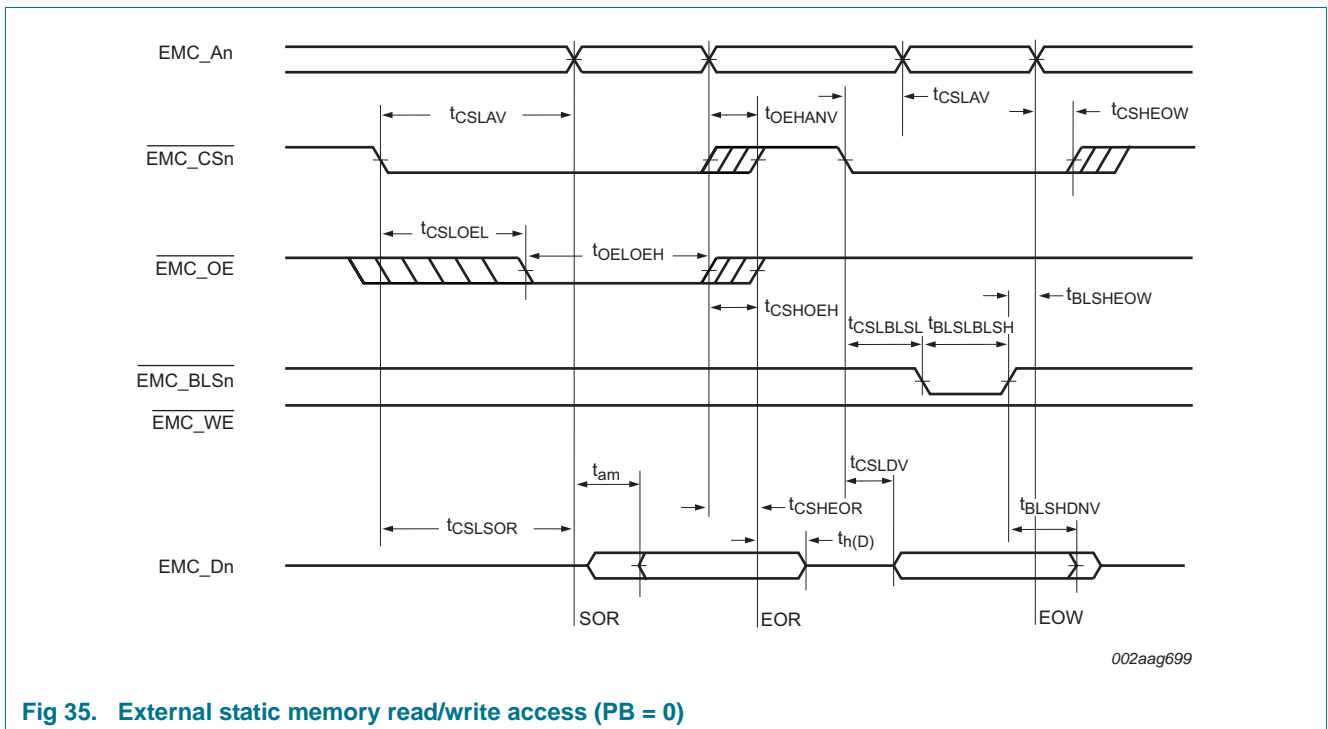 EMC_An
tCSLAV
tOEHANV
tCSLAV
tCSHEOW
EMC_CSn
tCSLOEL
tOELOEH
EMC_OE
tCSHOEH
tBLSHEOW
tCSLBLSL
tBLSLBLSH
EMC_BLSn
EMC_WE
tam
tCSLDV
tCSLSOR
tCSHEOR
tBLSHDNV
th(D)
EMC_Dn
SOR
EOR
EOW
002aag699
Fig 35. External static memory read/write access (PB = 0)